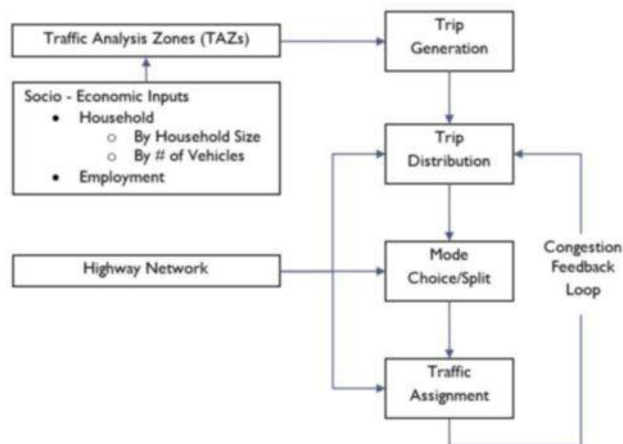 Traffic Analysis Zones (TAZs)
Trip
Generation
Socio - Economic Inputs
• Household
o By Household Size
o By # of Vehicles
• Employment
Trip
Distribution
Highway Network
Mode
Choice/Split
Congestion
Feedback
Loop
Traffic
Assignment